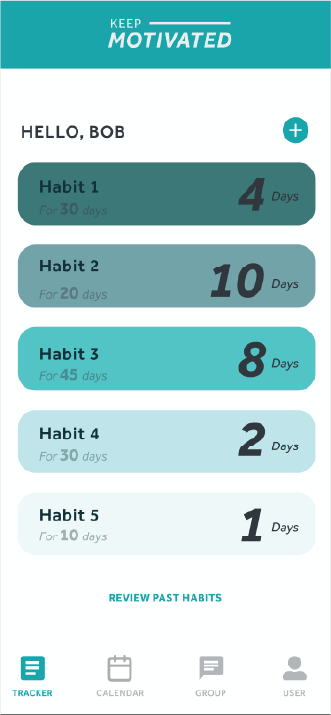 KEEP
MOTIVATED
HELLO, BOB
Habit 1
For 30 days
4 Days
Habit 2
For 20 days
10 Days
Habit 3
For 45 days
8 Days
Habit 4
For 30 days
2 Days
Habit 5
For 10 days
1 Days
REVIEW PAST HABITS
TRACKER CALENDAR GROUP USER